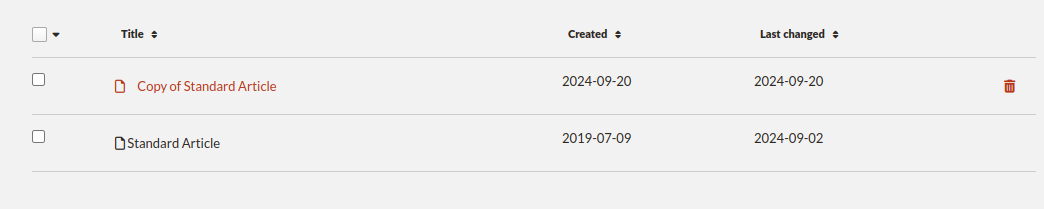 Title Created Last changed
Copy of Standard Article 2024-09-20 2024-09-20
Standard Article 2019-07-09 2024-09-02